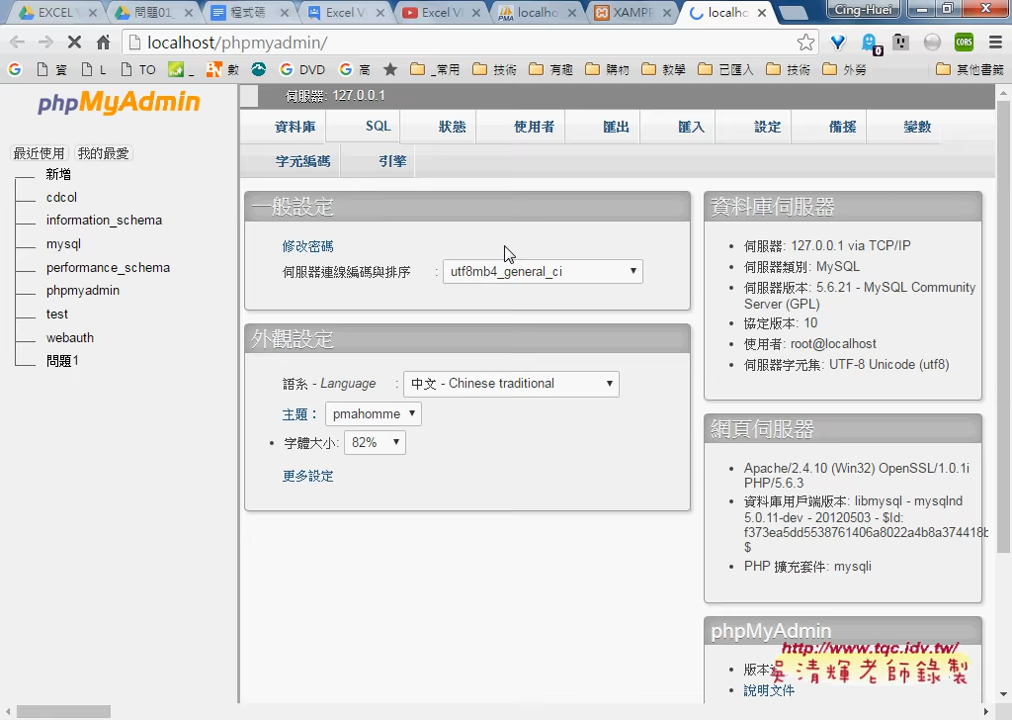 EXCEL V
問題01_
程式碼
Excel V
Excel VI
localho
XAMPP
localho
Cing-Huei
localhost/phpmyadmin/
0
CORS
資
L
TO
_
數
DVD
高
_常用
技術
有趣
購物
教學
已匯入
技術
外勞
其他書籤
phpMyAdmin
最近使用 我的最愛
新增
cdcol
information_schema
mysql
performance_schema
phpmyadmin
test
webauth
問題1
伺服器: 127.0.0.1
資料庫
SQL
狀態
使用者
匯出
匯入
設定
備援
變數
字元編碼
引擎
一般設定
修改密碼
伺服器連線編碼與排序 : utf8mb4_general_ci
外觀設定
語系 - Language : 中文 - Chinese traditional
主題： pmahomme
字體大小: 82%
更多設定
資料庫伺服器
伺服器: 127.0.0.1 via TCP/IP
伺服器類別: MySQL
伺服器版本: 5.6.21 - MySQL Community
Server (GPL)
協定版本: 10
使用者: root@localhost
伺服器字元集: UTF-8 Unicode (utf8)
網頁伺服器
Apache/2.4.10 (Win32) OpenSSL/1.0.1i
PHP/5.6.3
資料庫用戶端版本: libmysql - mysqlnd
5.0.11-dev - 20120503 - $Id:
f373ea5dd5538761406a8022a4b8a374418b
$
PHP 擴充套件: mysqli
phpMyAdmin
http://www.tqc.idv.tw/
吳清輝老師錄製
說明文件